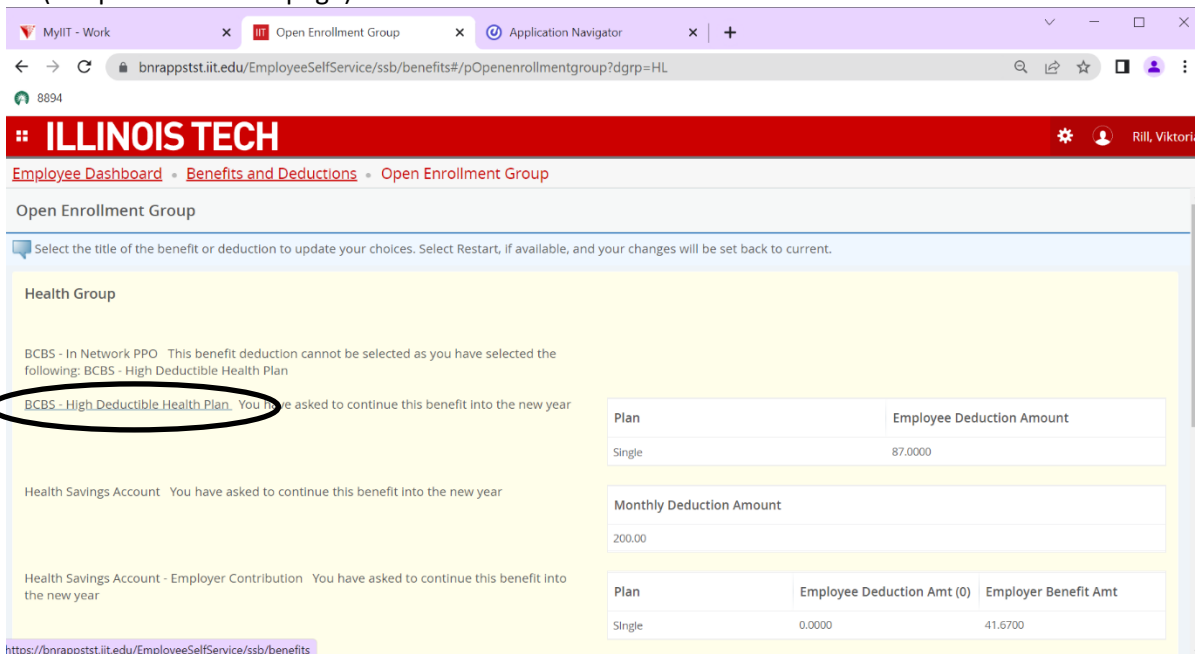 MyIIT - Work
IIT Open Enrollment Group
Application Navigator
bnrappstst.iit.edu/EmployeeSelfService/ssb/benefits#/pOpenenrollmentgroup?dgrp=HL
8894
ILLINOIS TECH
Rill, Viktoria
Employee Dashboard • Benefits and Deductions • Open Enrollment Group
Open Enrollment Group
Select the title of the benefit or deduction to update your choices. Select Restart, if available, and your changes will be set back to current.
Health Group
BCBS - In Network PPO This benefit deduction cannot be selected as you have selected the
following: BCBS - High Deductible Health Plan
BCBS - High Deductible Health Plan You have asked to continue this benefit into the new year
Plan Employee Deduction Amount
Single 87.0000
Health Savings Account You have asked to continue this benefit into the new year
Monthly Deduction Amount
200.00
Health Savings Account - Employer Contribution You have asked to continue this benefit into
the new year
Plan Employee Deduction Amt (0) Employer Benefit Amt
Single 0.0000 41.6700
https://bnrappstst.iit.edu/EmployeeSelfService/ssb/benefits